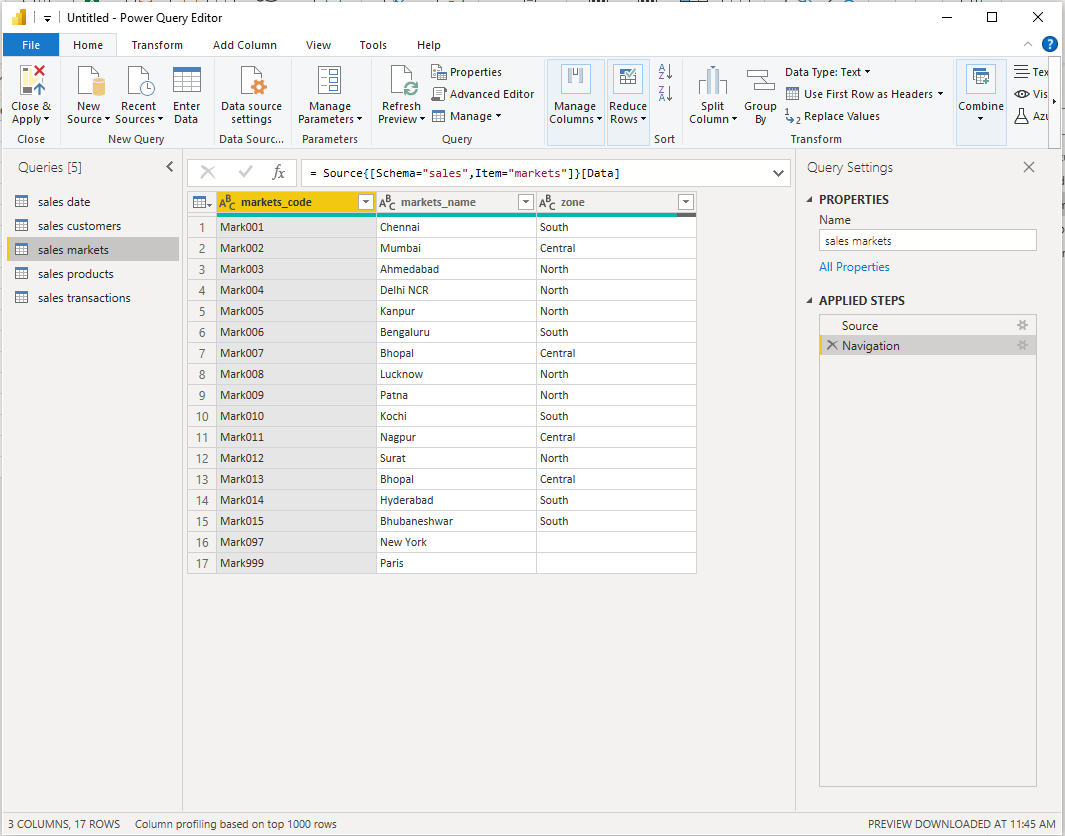 Untitled - Power Query Editor
File Home Transform Add Column View Tools Help
Close & Apply
New Source
Recent Sources
Enter Data
Data source settings
Manage Parameters
Refresh Preview
Properties
Advanced Editor
Manage
Manage Columns
Reduce Rows
Split Column
Group By
Data Type: Text
Use First Row as Headers
Replace Values
Combine
Close New Query Data Sourc... Parameters Query Sort Transform
Queries [5]
sales date
sales customers
sales markets
sales products
sales transactions
fx = Source{[Schema="sales",Item="markets"]}[Data]
ABC markets_code ABC markets_name ABC zone
1 Mark001 Chennai South
2 Mark002 Mumbai Central
3 Mark003 Ahmedabad North
4 Mark004 Delhi NCR North
5 Mark005 Kanpur North
6 Mark006 Bengaluru South
7 Mark007 Bhopal Central
8 Mark008 Lucknow North
9 Mark009 Patna North
10 Mark010 Kochi South
11 Mark011 Nagpur Central
12 Mark012 Surat North
13 Mark013 Bhopal Central
14 Mark014 Hyderabad South
15 Mark015 Bhubaneshwar South
16 Mark097 New York
17 Mark999 Paris
Query Settings
PROPERTIES
Name
sales markets
All Properties
APPLIED STEPS
Source
Navigation
3 COLUMNS, 17 ROWS Column profiling based on top 1000 rows PREVIEW DOWNLOADED AT 11:45 AM